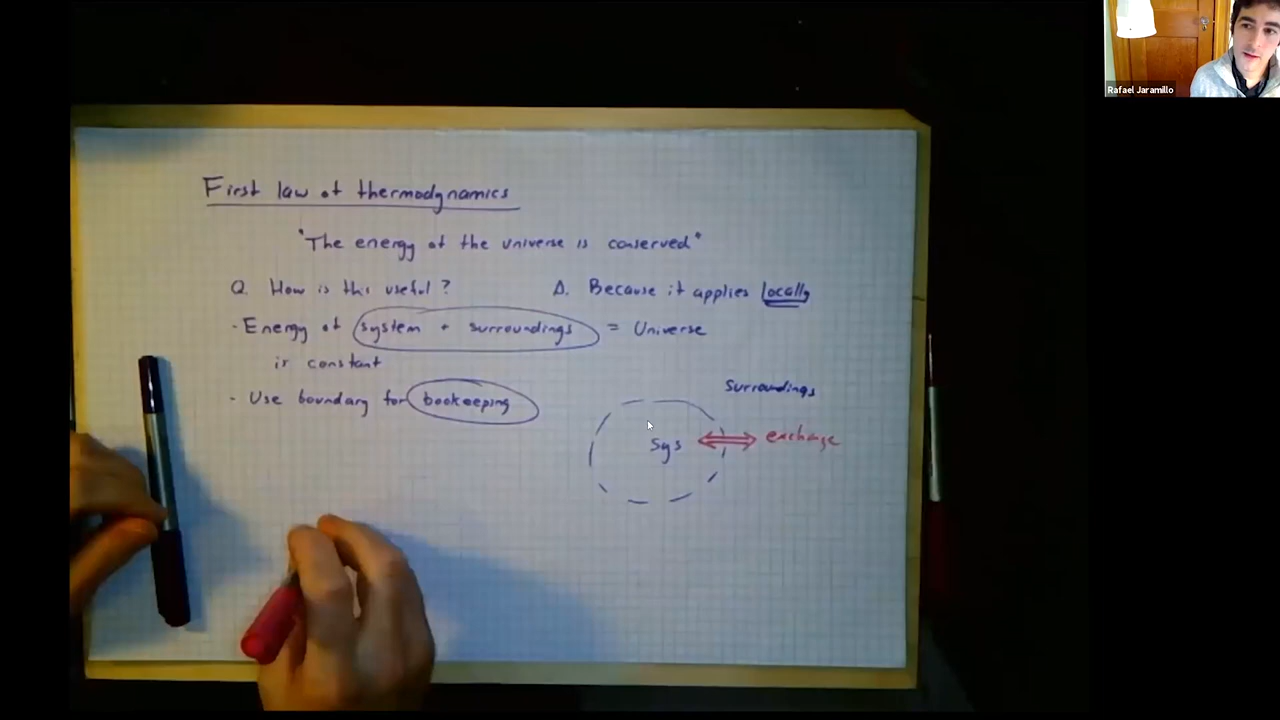 Rafael Jaramillo
First law of thermodynamics
"The energy of the universe is conserved"
Q. How is this useful? A. Because it applies locally
- Energy of system + surroundings = Universe
is constant
- Use boundary for bookeeping
Surroundings
Sys exchange